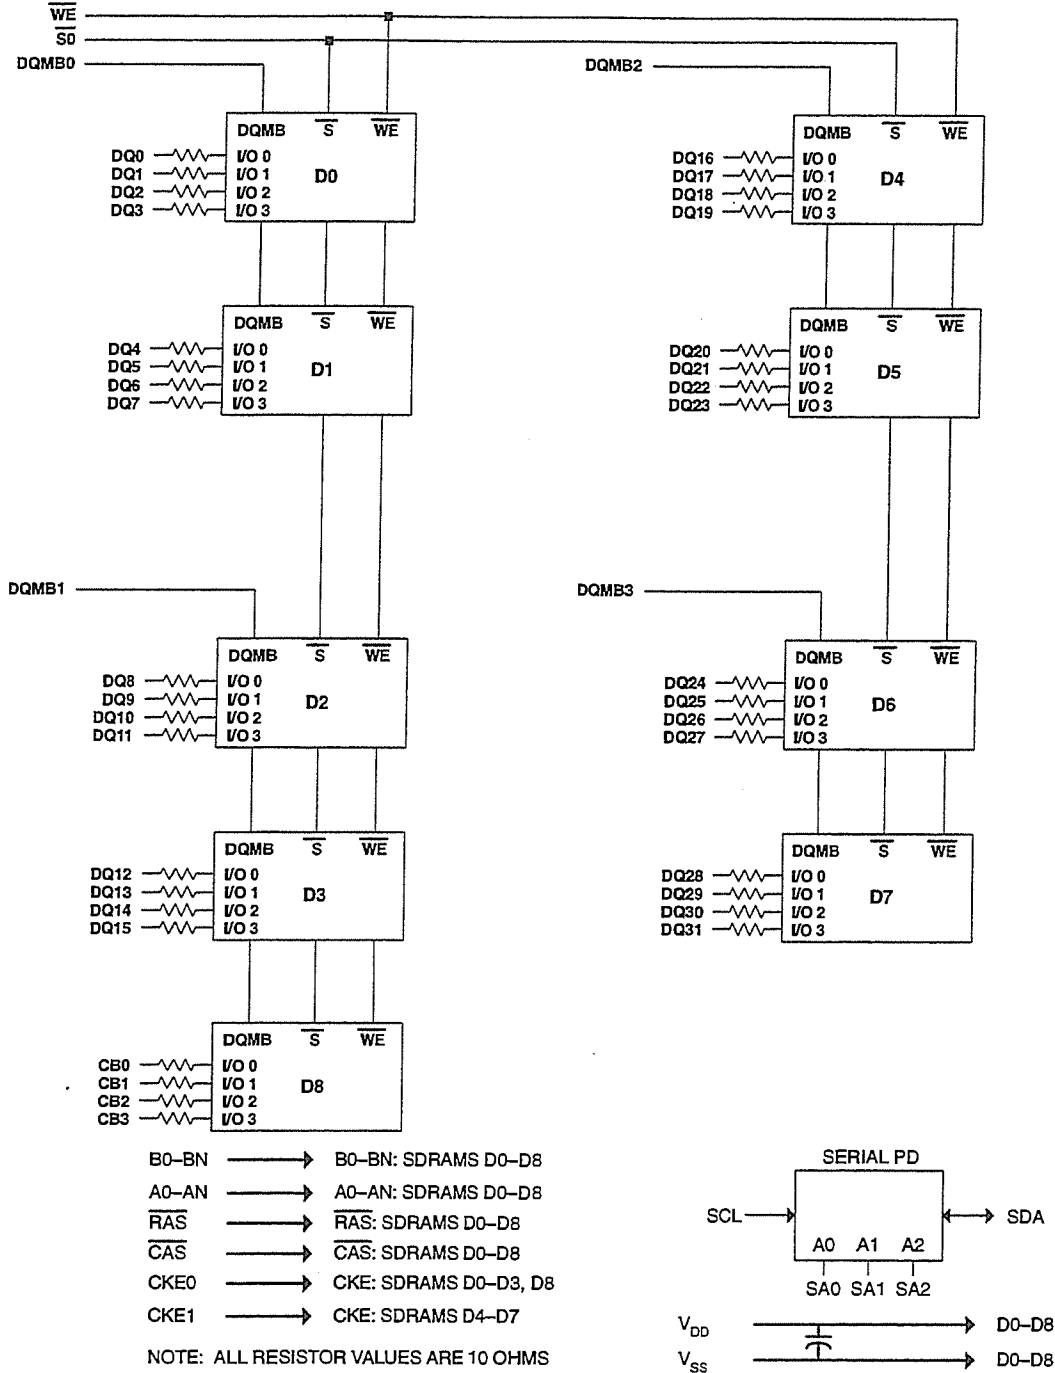 WE
S0
DQMB0
DQMB S WE
DQ0 I/O 0
DQ1 I/O 1
DQ2 I/O 2
DQ3 I/O 3
D0
DQMB S WE
DQ4 I/O 0
DQ5 I/O 1
DQ6 I/O 2
DQ7 I/O 3
D1
DQMB1
DQMB S WE
DQ8 I/O 0
DQ9 I/O 1
DQ10 I/O 2
DQ11 I/O 3
D2
DQMB S WE
DQ12 I/O 0
DQ13 I/O 1
DQ14 I/O 2
DQ15 I/O 3
D3
DQMB S WE
CB0 I/O 0
CB1 I/O 1
CB2 I/O 2
CB3 I/O 3
D8
DQMB2
DQMB S WE
DQ16 I/O 0
DQ17 I/O 1
DQ18 I/O 2
DQ19 I/O 3
D4
DQMB S WE
DQ20 I/O 0
DQ21 I/O 1
DQ22 I/O 2
DQ23 I/O 3
D5
DQMB3
DQMB S WE
DQ24 I/O 0
DQ25 I/O 1
DQ26 I/O 2
DQ27 I/O 3
D6
DQMB S WE
DQ28 I/O 0
DQ29 I/O 1
DQ30 I/O 2
DQ31 I/O 3
D7
B0–BN B0–BN: SDRAMS D0–D8
A0–AN A0–AN: SDRAMS D0–D8
RAS RAS: SDRAMS D0–D8
CAS CAS: SDRAMS D0–D8
CKE0 CKE: SDRAMS D0–D3, D8
CKE1 CKE: SDRAMS D4–D7
NOTE: ALL RESISTOR VALUES ARE 10 OHMS
SERIAL PD
SCL SDA
A0 A1 A2
SA0 SA1 SA2
VDD D0–D8
VSS D0–D8